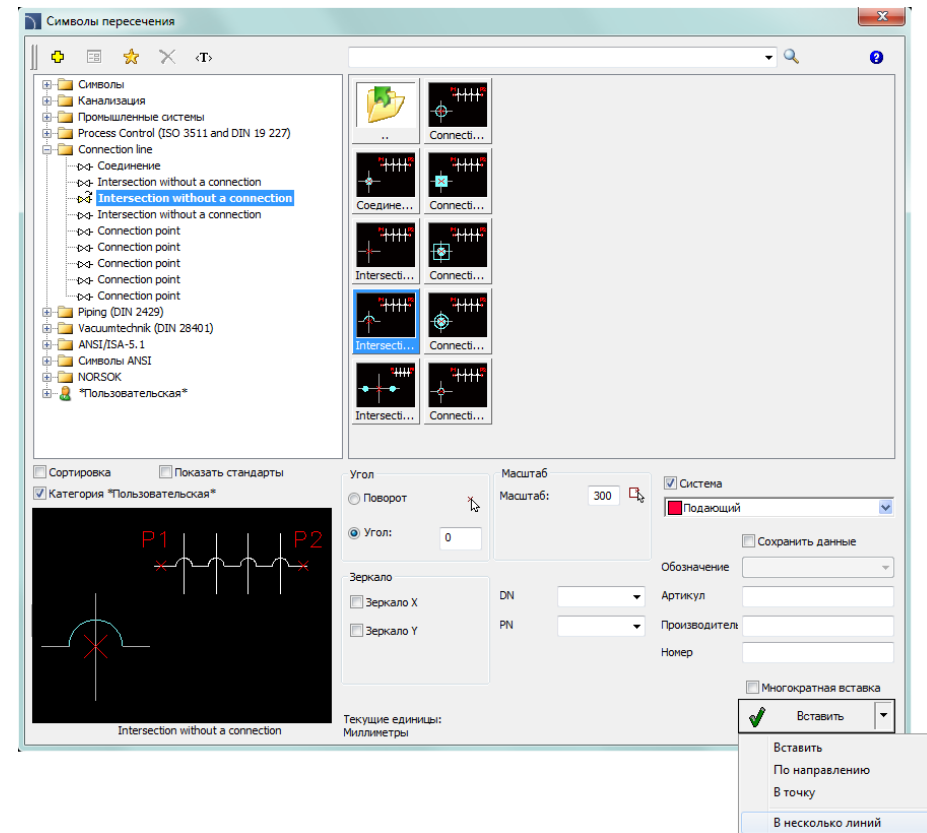 Символы пересечения
<T>
Символы
Канализация
Промышленные системы
Process Control (ISO 3511 and DIN 19 227)
Connection line
Соединение
Intersection without a connection
Intersection without a connection
Intersection without a connection
Connection point
Connection point
Connection point
Connection point
Connection point
Piping (DIN 2429)
Vacuumtechnik (DIN 28401)
ANSI/ISA-5.1
Символы ANSI
NORSOK
*Пользовательская*
..
Connecti...
Соедине...
Connecti...
Intersecti...
Connecti...
Intersecti...
Connecti...
Intersecti...
Connecti...
Сортировка
Показать стандарты
Категория *Пользовательская*
P1 P2
Intersection without a connection
Угол
Поворот
Угол: 0
Масштаб
Масштаб: 300
Зеркало
Зеркало X
Зеркало Y
DN
PN
Текущие единицы:
Миллиметры
Система
Подающий
Сохранить данные
Обозначение
Артикул
Производитель
Номер
Многократная вставка
Вставить
Вставить
По направлению
В точку
В несколько линий